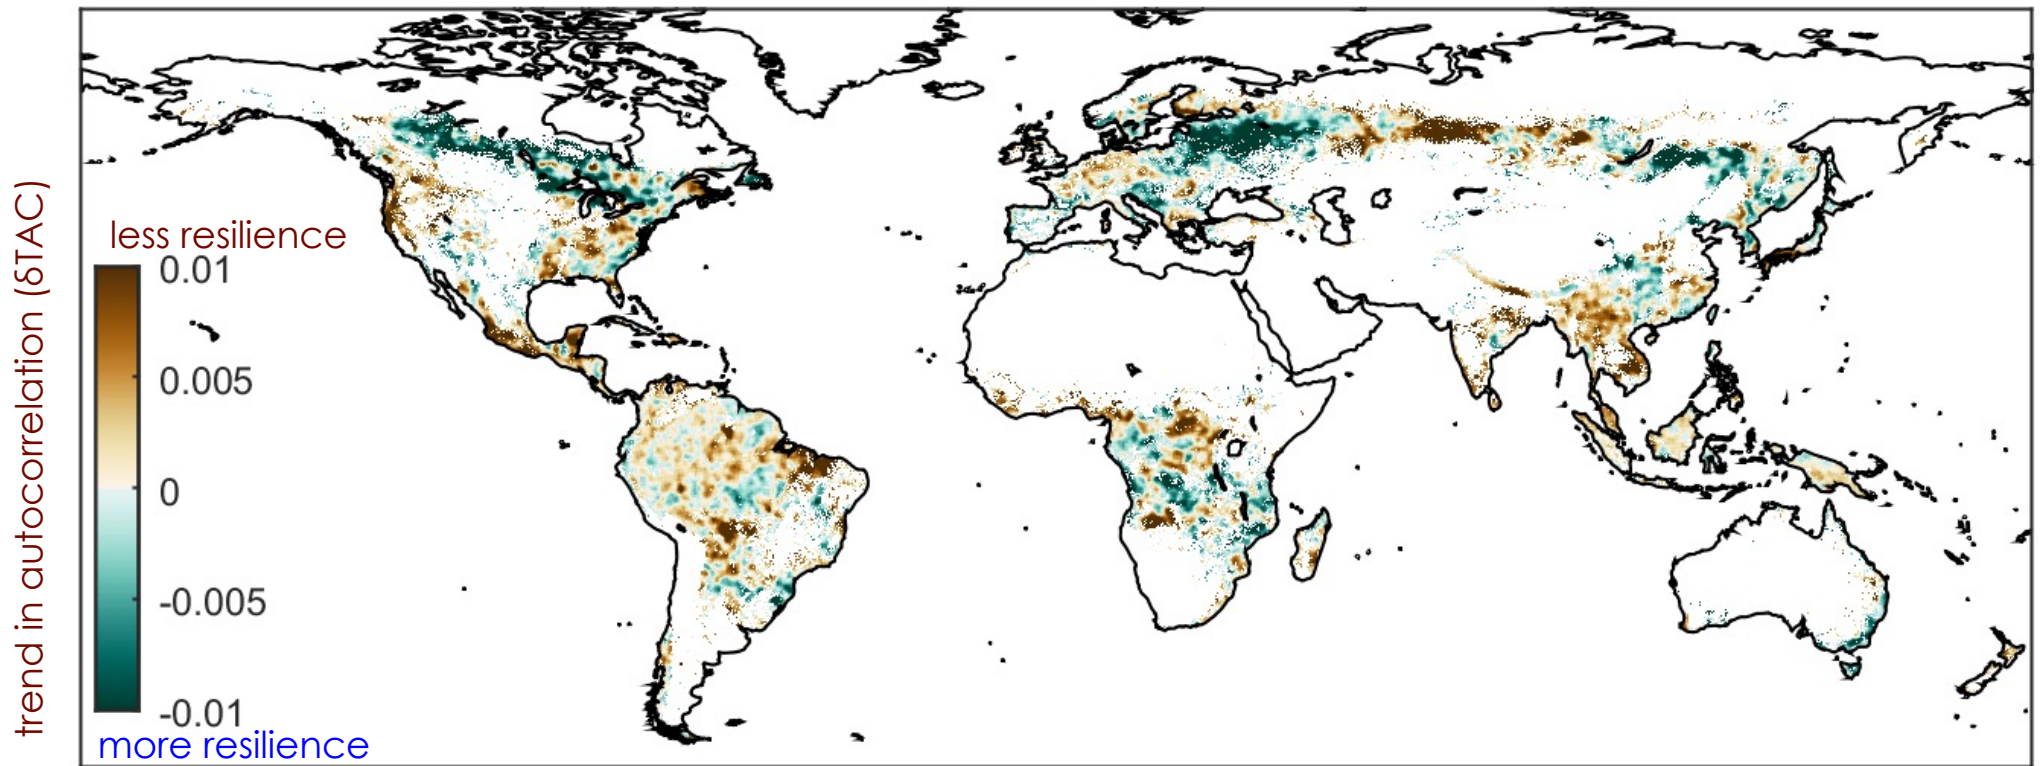 trend in autocorrelation (δTAC)
less resilience
0.01
0.005
0
-0.005
-0.01
more resilience